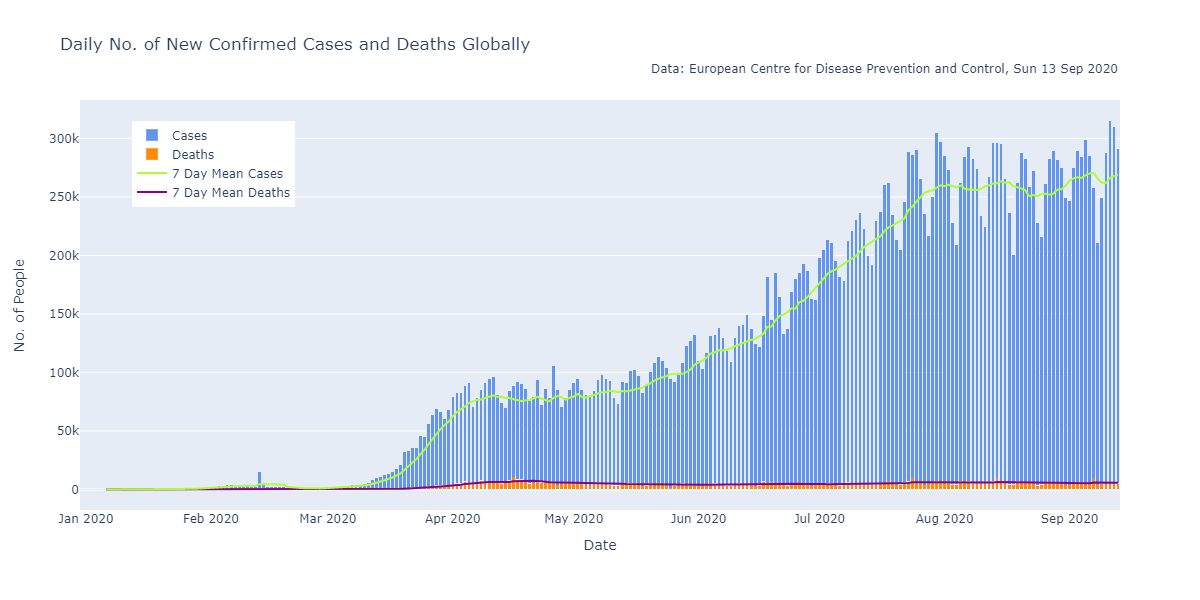 Daily No. of New Confirmed Cases and Deaths Globally
Data: European Centre for Disease Prevention and Control, Sun 13 Sep 2020
Cases
Deaths
7 Day Mean Cases
7 Day Mean Deaths
300k
250k
200k
150k
100k
50k
0
No. of People
Jan 2020 Feb 2020 Mar 2020 Apr 2020 May 2020 Jun 2020 Jul 2020 Aug 2020 Sep 2020
Date